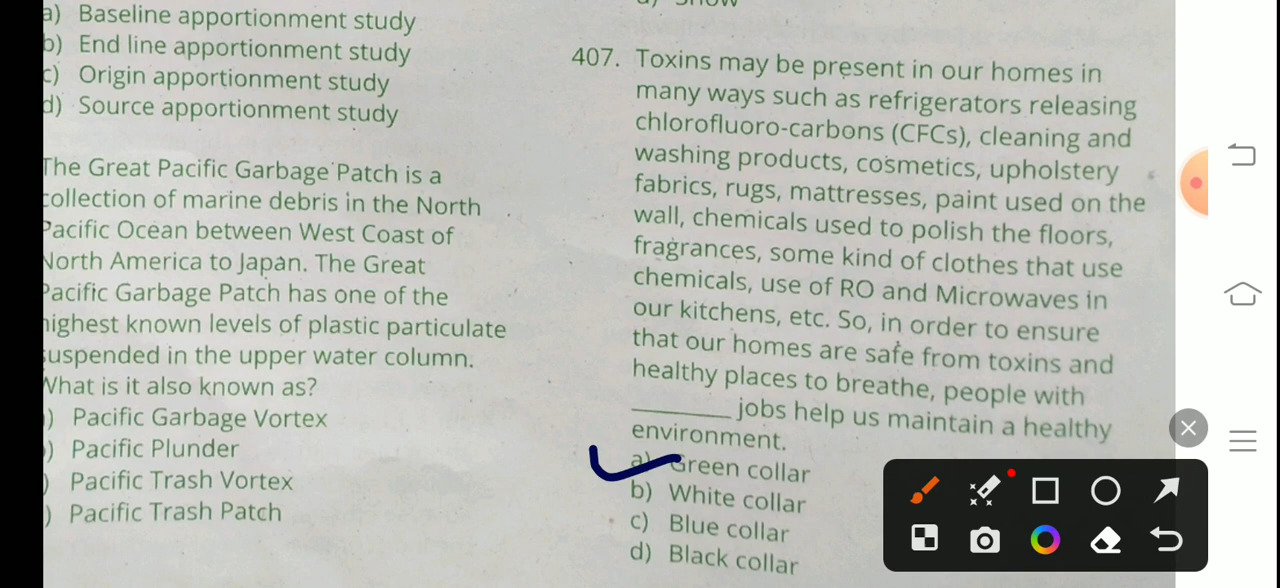 a) Baseline apportionment study
b) End line apportionment study
c) Origin apportionment study
d) Source apportionment study
The Great Pacific Garbage Patch is a
collection of marine debris in the North
Pacific Ocean between West Coast of
North America to Japan. The Great
Pacific Garbage Patch has one of the
highest known levels of plastic particulate
suspended in the upper water column.
What is it also known as?
) Pacific Garbage Vortex
) Pacific Plunder
) Pacific Trash Vortex
) Pacific Trash Patch
407. Toxins may be present in our homes in
many ways such as refrigerators releasing
chlorofluoro-carbons (CFCs), cleaning and
washing products, cosmetics, upholstery
fabrics, rugs, mattresses, paint used on the
wall, chemicals used to polish the floors,
fragrances, some kind of clothes that use
chemicals, use of RO and Microwaves in
our kitchens, etc. So, in order to ensure
that our homes are safe from toxins and
healthy places to breathe, people with
________ jobs help us maintain a healthy
environment.
a) Green collar
b) White collar
c) Blue collar
d) Black collar